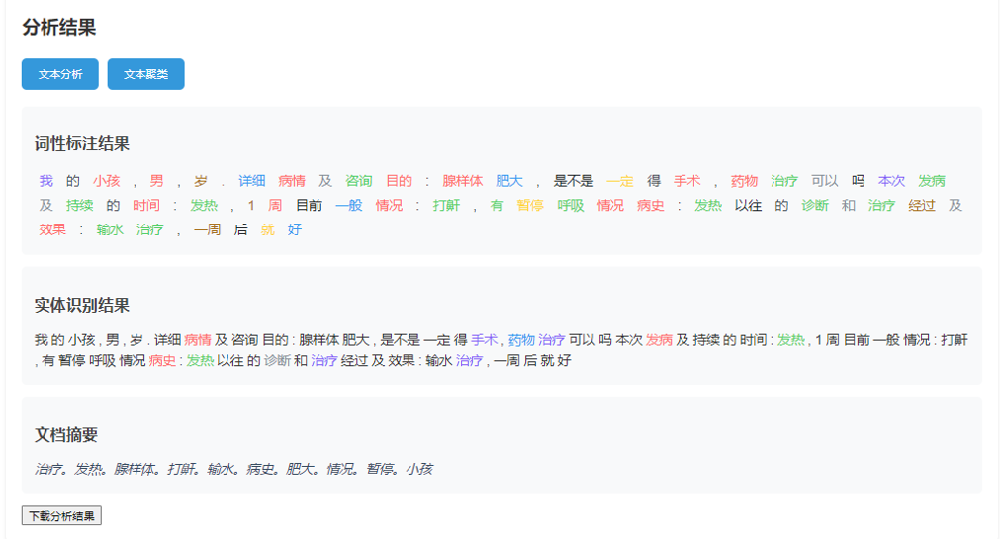 分析结果
文本分析 文本聚类
词性标注结果
我 的 小孩 , 男 , 岁 . 详细 病情 及 咨询 目的 : 腺样体 肥大 , 是不是 一定 得 手术 , 药物 治疗 可以 吗 本次 发病
及 持续 的 时间 : 发热 , 1 周 目前 一般 情况 : 打鼾 , 有 暂停 呼吸 情况 病史 : 发热 以往 的 诊断 和 治疗 经过 及
效果 : 输水 治疗 , 一周 后 就 好
实体识别结果
我 的 小孩 , 男 , 岁 . 详细 病情 及 咨询 目的 : 腺样体 肥大 , 是不是 一定 得 手术 , 药物 治疗 可以 吗 本次 发病 及 持续 的 时间 : 发热 , 1 周 目前 一般 情况 : 打鼾
, 有 暂停 呼吸 情况 病史 : 发热 以往 的 诊断 和 治疗 经过 及 效果 : 输水 治疗 , 一周 后 就 好
文档摘要
治疗。发热。腺样体。打鼾。输水。病史。肥大。情况。暂停。小孩
下载分析结果